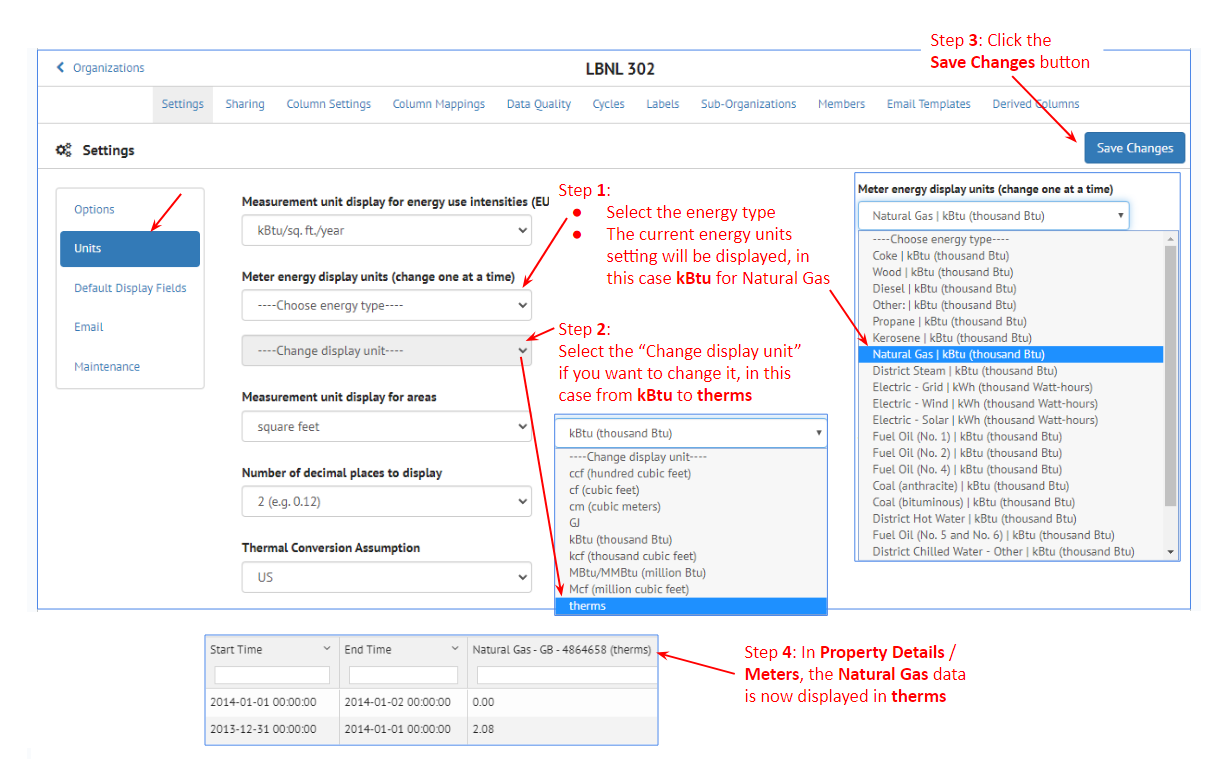 Step 3: Click the
Save Changes button
Organizations
LBNL 302
Settings
Sharing
Column Settings
Column Mappings
Data Quality
Cycles
Labels
Sub-Organizations
Members
Email Templates
Derived Columns
Settings
Save Changes
Options
Units
Default Display Fields
Email
Maintenance
Measurement unit display for energy use intensities (EU
kBtu/sq. ft./year
Meter energy display units (change one at a time)
----Choose energy type----
----Change display unit----
Measurement unit display for areas
square feet
Number of decimal places to display
2 (e.g. 0.12)
Thermal Conversion Assumption
US
Step 1:
● Select the energy type
● The current energy units
setting will be displayed, in
this case kBtu for Natural Gas
Step 2:
Select the “Change display unit”
if you want to change it, in this
case from kBtu to therms
kBtu (thousand Btu)
----Change display unit----
ccf (hundred cubic feet)
cf (cubic feet)
cm (cubic meters)
GJ
kBtu (thousand Btu)
kcf (thousand cubic feet)
MBtu/MMBtu (million Btu)
Mcf (million cubic feet)
therms
Meter energy display units (change one at a time)
Natural Gas | kBtu (thousand Btu)
----Choose energy type----
Coke | kBtu (thousand Btu)
Wood | kBtu (thousand Btu)
Diesel | kBtu (thousand Btu)
Other: | kBtu (thousand Btu)
Propane | kBtu (thousand Btu)
Kerosene | kBtu (thousand Btu)
Natural Gas | kBtu (thousand Btu)
District Steam | kBtu (thousand Btu)
Electric - Grid | kWh (thousand Watt-hours)
Electric - Wind | kWh (thousand Watt-hours)
Electric - Solar | kWh (thousand Watt-hours)
Fuel Oil (No. 1) | kBtu (thousand Btu)
Fuel Oil (No. 2) | kBtu (thousand Btu)
Fuel Oil (No. 4) | kBtu (thousand Btu)
Coal (anthracite) | kBtu (thousand Btu)
Coal (bituminous) | kBtu (thousand Btu)
District Hot Water | kBtu (thousand Btu)
Fuel Oil (No. 5 and No. 6) | kBtu (thousand Btu)
District Chilled Water - Other | kBtu (thousand Btu)
Start Time
End Time
Natural Gas - GB - 4864658 (therms)
2014-01-01 00:00:00
2014-01-02 00:00:00
0.00
2013-12-31 00:00:00
2014-01-01 00:00:00
2.08
Step 4: In Property Details /
Meters, the Natural Gas data
is now displayed in therms